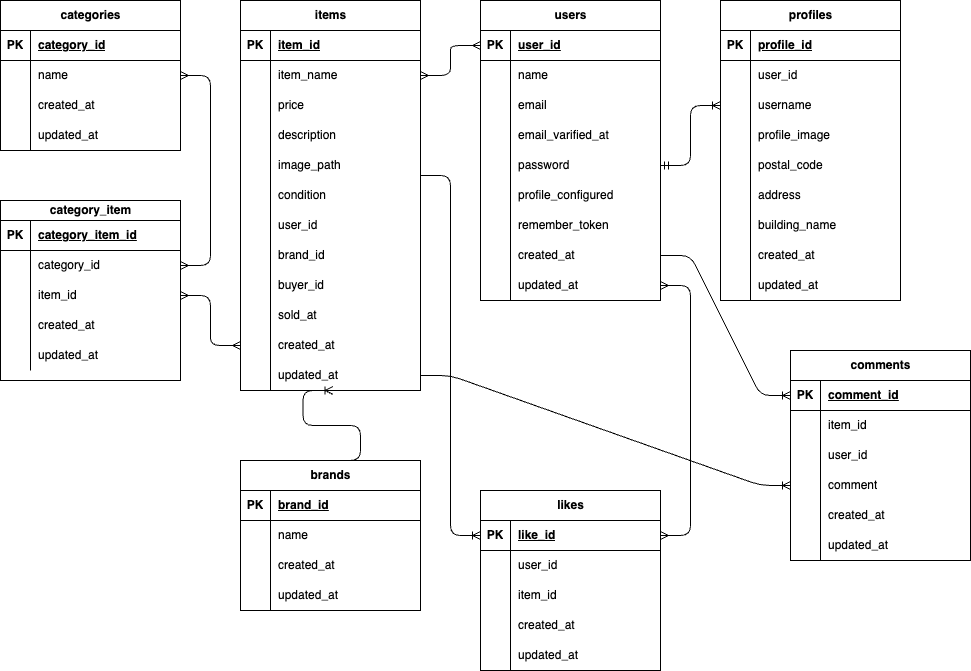 categories
PK category_id
name
created_at
updated_at
category_item
PK category_item_id
category_id
item_id
created_at
updated_at
items
PK item_id
item_name
price
description
image_path
condition
user_id
brand_id
buyer_id
sold_at
created_at
updated_at
brands
PK brand_id
name
created_at
updated_at
users
PK user_id
name
email
email_varified_at
password
profile_configured
remember_token
created_at
updated_at
likes
PK like_id
user_id
item_id
created_at
updated_at
profiles
PK profile_id
user_id
username
profile_image
postal_code
address
building_name
created_at
updated_at
comments
PK comment_id
item_id
user_id
comment
created_at
updated_at